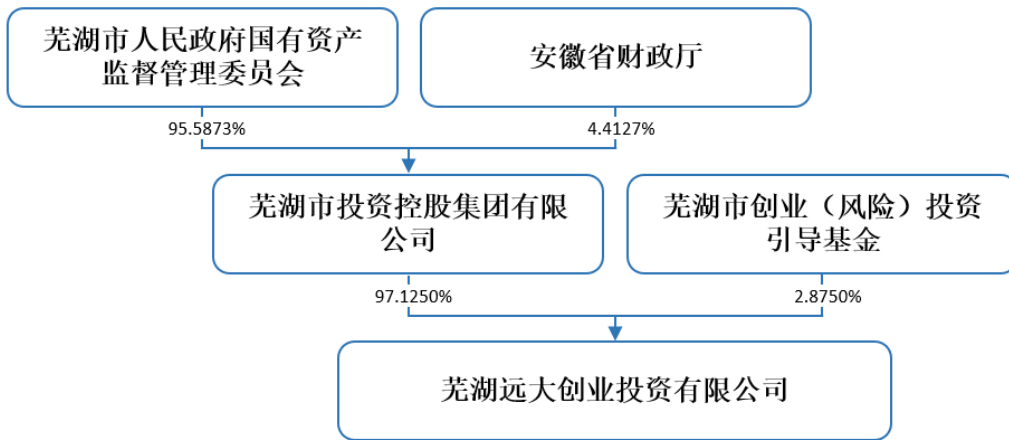 芜湖市人民政府国有资产
监督管理委员会
安徽省财政厅
95.5873%
4.4127%
芜湖市投资控股集团有限
公司
芜湖市创业（风险）投资
引导基金
97.1250%
2.8750%
芜湖远大创业投资有限公司